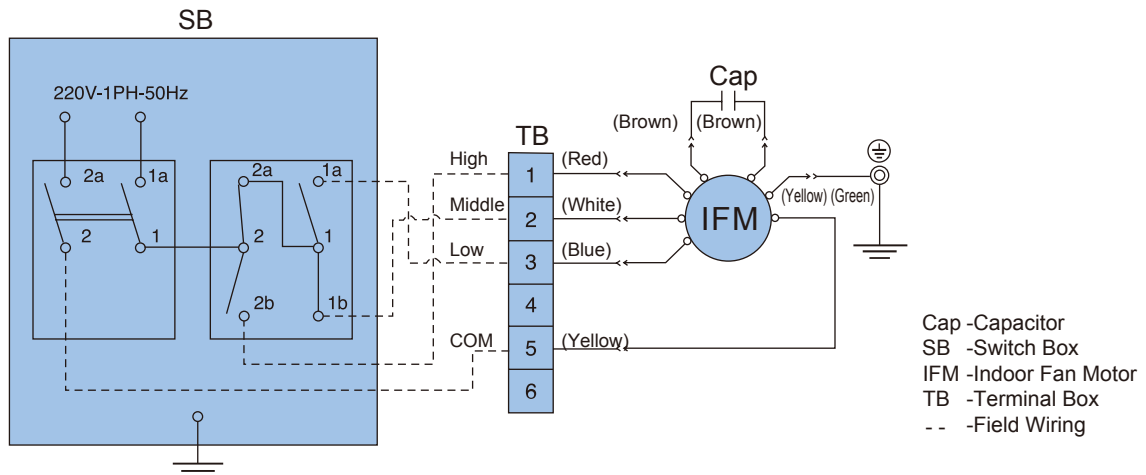 SB
220V-1PH-50Hz
2a 1a
2 1
2a 1a
2 1
2b 1b
High
Middle
Low
COM
TB
1
2
3
4
5
6
(Red)
(White)
(Blue)
(Yellow)
Cap
(Brown) (Brown)
IFM
(Yellow) (Green)
Cap -Capacitor
SB -Switch Box
IFM -Indoor Fan Motor
TB -Terminal Box
- - -Field Wiring